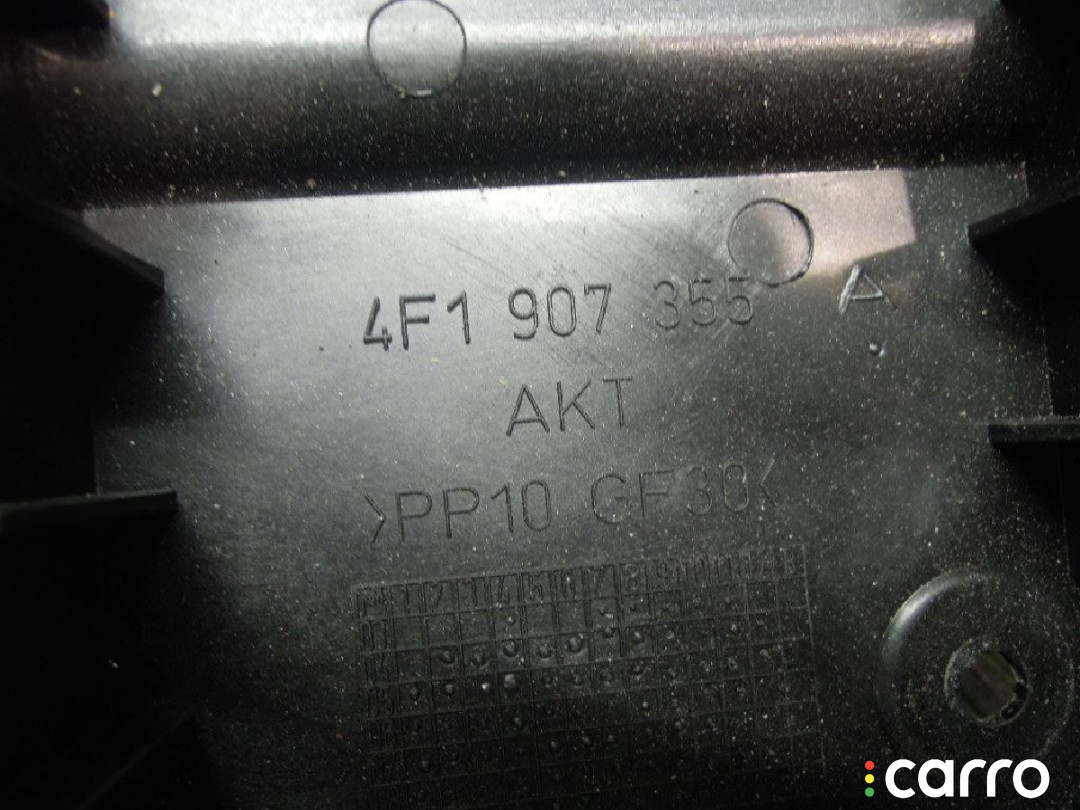 4F1 907 355 A
AKT
>PP10 GF30<
carro